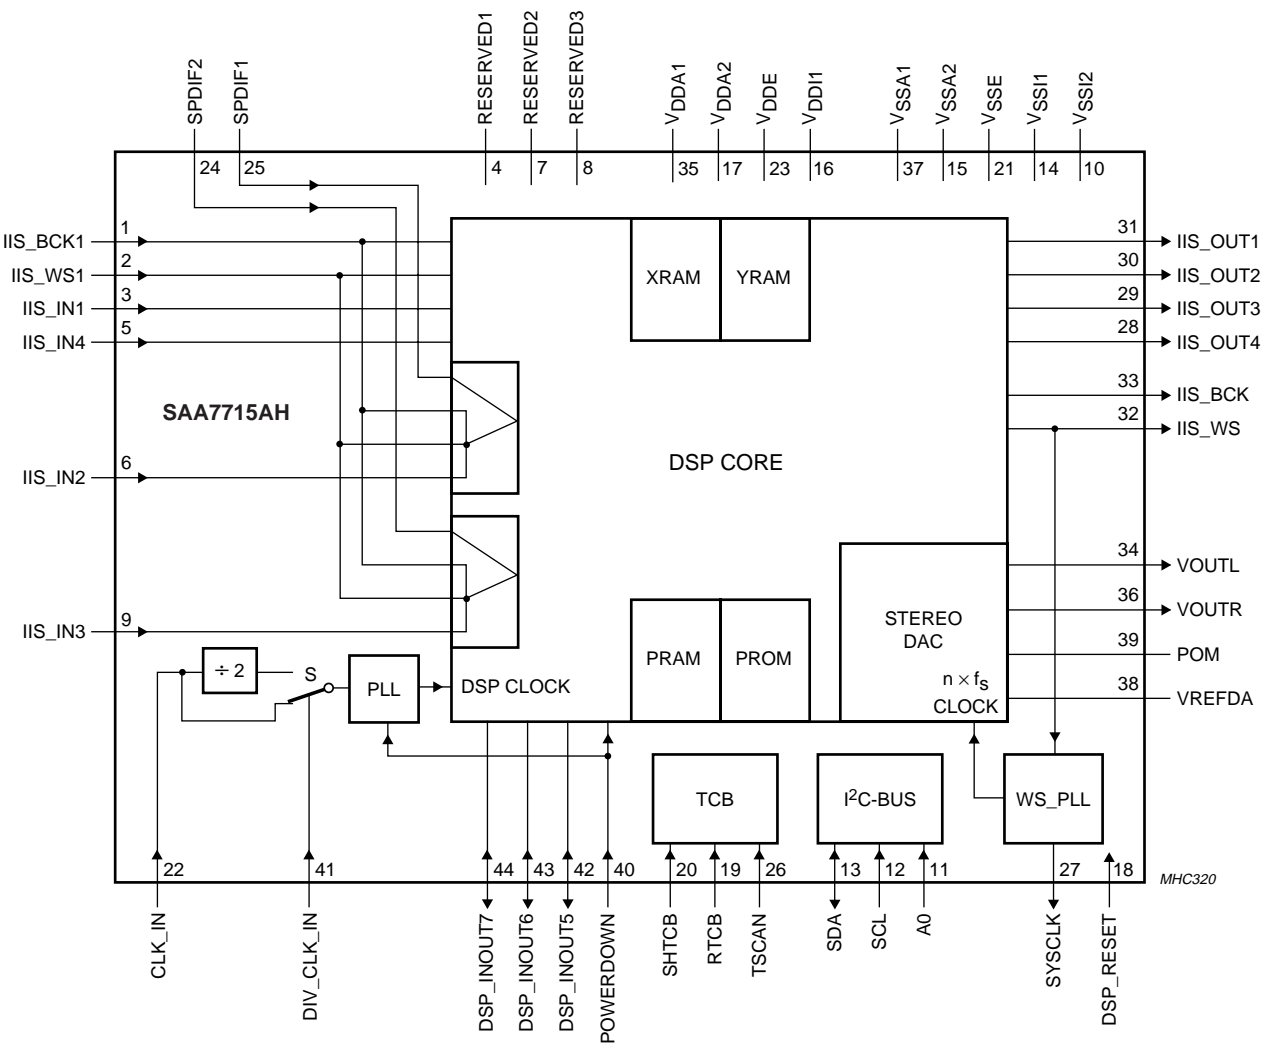 SPDIF2
SPDIF1
RESERVED1
RESERVED2
RESERVED3
VDDA1
VDDA2
VDDE
VDDI1
VSSA1
VSSA2
VSSE
VSSI1
VSSI2
24
25
4
7
8
35
17
23
16
37
15
21
14
10
IIS_BCK1
1
IIS_WS1
2
IIS_IN1
3
IIS_IN4
5
SAA7715AH
IIS_IN2
6
IIS_IN3
9
XRAM
YRAM
DSP CORE
31
IIS_OUT1
30
IIS_OUT2
29
IIS_OUT3
28
IIS_OUT4
33
IIS_BCK
32
IIS_WS
34
VOUTL
36
VOUTR
39
POM
38
VREFDA
STEREO
DAC
n × fs
CLOCK
PRAM
PROM
÷ 2
S
PLL
DSP CLOCK
TCB
I2C-BUS
WS_PLL
22
41
44
43
42
40
20
19
26
13
12
11
27
18
MHC320
CLK_IN
DIV_CLK_IN
DSP_INOUT7
DSP_INOUT6
DSP_INOUT5
POWERDOWN
SHTCB
RTCB
TSCAN
SDA
SCL
A0
SYSCLK
DSP_RESET